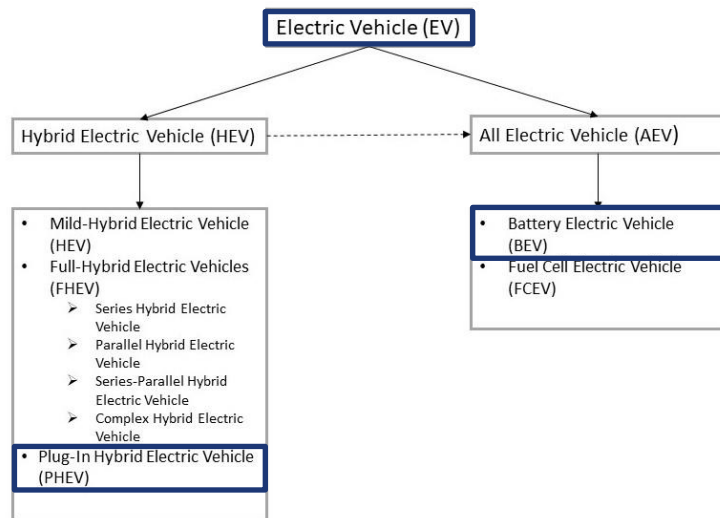 Electric Vehicle (EV)
Hybrid Electric Vehicle (HEV)
All Electric Vehicle (AEV)
• Mild-Hybrid Electric Vehicle
(HEV)
• Full-Hybrid Electric Vehicles
(FHEV)
➢ Series Hybrid Electric
Vehicle
➢ Parallel Hybrid Electric
Vehicle
➢ Series-Parallel Hybrid
Electric Vehicle
➢ Complex Hybrid Electric
Vehicle
• Plug-In Hybrid Electric Vehicle
(PHEV)
• Battery Electric Vehicle
(BEV)
• Fuel Cell Electric Vehicle
(FCEV)